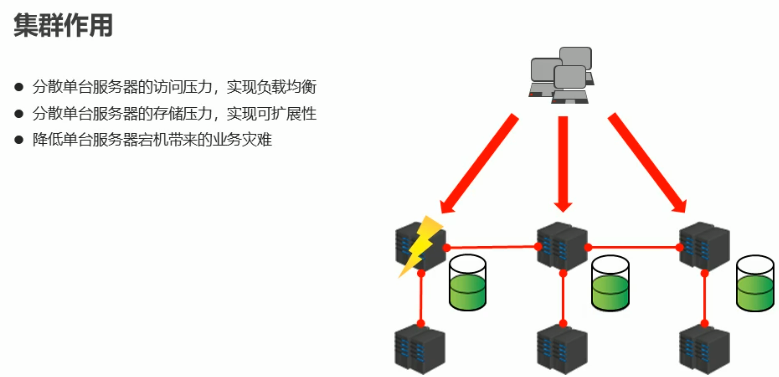 集群作用
● 分散单台服务器的访问压力，实现负载均衡
● 分散单台服务器的存储压力，实现可扩展性
● 降低单台服务器宕机带来的业务灾难